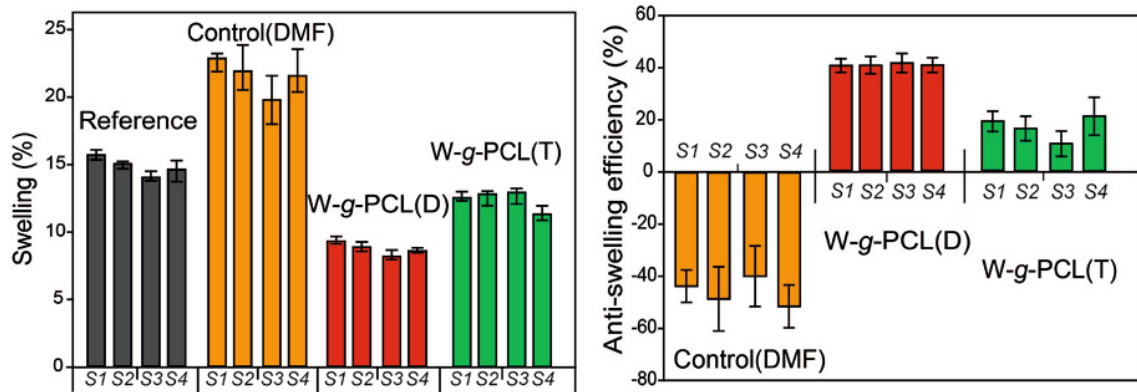 Swelling (%)
25
20
15
10
5
0
Reference
Control(DMF)
W-g-PCL(D)
W-g-PCL(T)
S1 S2 S3 S4 S1 S2 S3 S4 S1 S2 S3 S4 S1 S2 S3 S4
Anti-swelling efficiency (%)
60
40
20
0
-20
-40
-60
-80
S1 S2 S3 S4
S1 S2 S3 S4 S1 S2 S3 S4
W-g-PCL(D)
W-g-PCL(T)
Control(DMF)